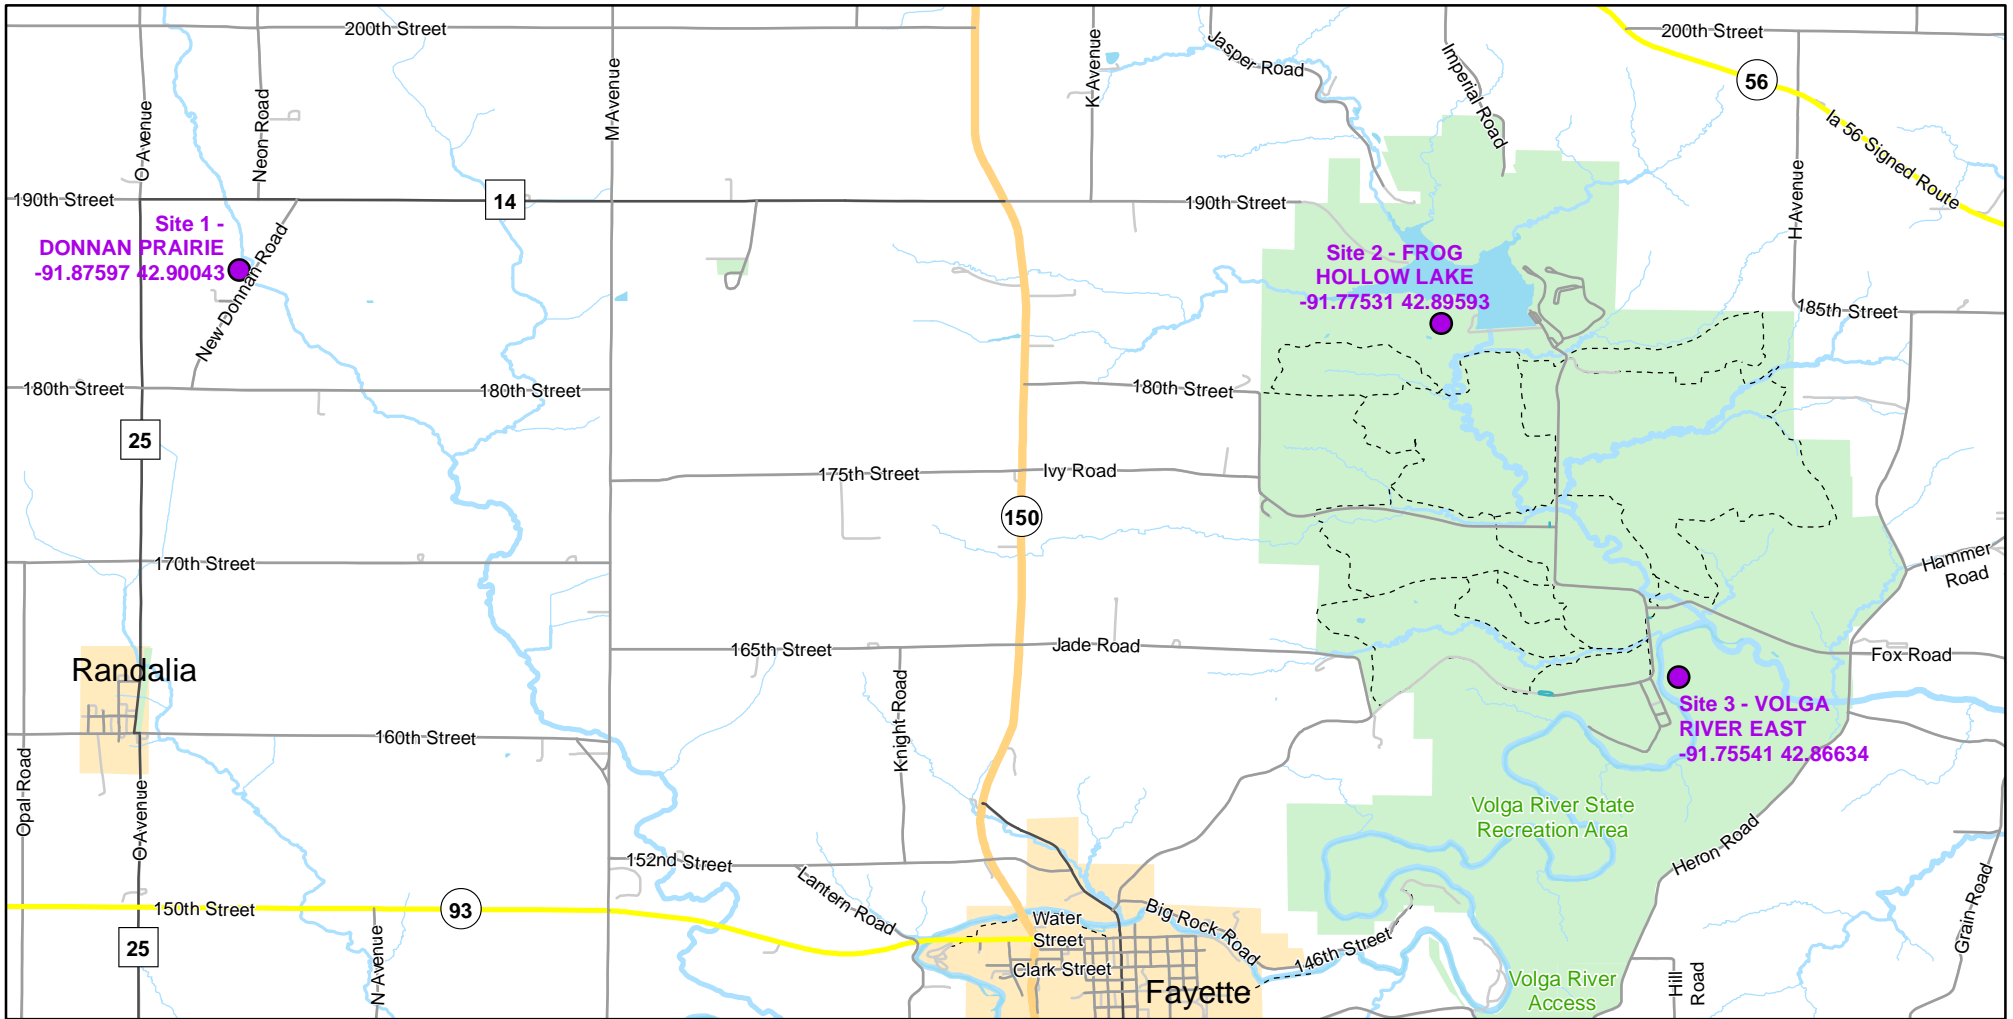 200th Street
200th Street
56
Ia 56 Signed Route
Jasper Road
Imperial Road
K Avenue
M Avenue
O Avenue
Neon Road
H Avenue
190th Street
14
190th Street
Site 1 -
DONNAN PRAIRIE
-91.87597 42.90043
New Donnan Road
Site 2 - FROG
HOLLOW LAKE
-91.77531 42.89593
185th Street
180th Street
180th Street
180th Street
25
175th Street
Ivy Road
150
170th Street
Hammer
Road
165th Street
Jade Road
Fox Road
Randalia
Knight Road
Site 3 - VOLGA
RIVER EAST
-91.75541 42.86634
160th Street
Opal Road
O Avenue
Volga River State
Recreation Area
Heron Road
152nd Street
Lantern Road
150th Street
93
25
N Avenue
Water
Street
Clark Street
Big Rock Road
146th Street
Fayette
Volga River
Access
Hill
Road
Grain Road